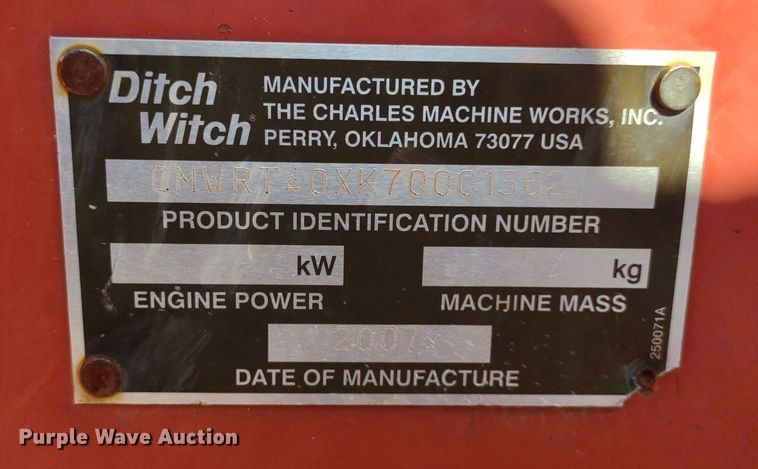 Ditch
Witch®
MANUFACTURED BY
THE CHARLES MACHINE WORKS, INC.
PERRY, OKLAHOMA 73077 USA
CMWRT40XK70001562
PRODUCT IDENTIFICATION NUMBER
kW
ENGINE POWER
kg
MACHINE MASS
2007
DATE OF MANUFACTURE
250071A
Purple Wave Auction